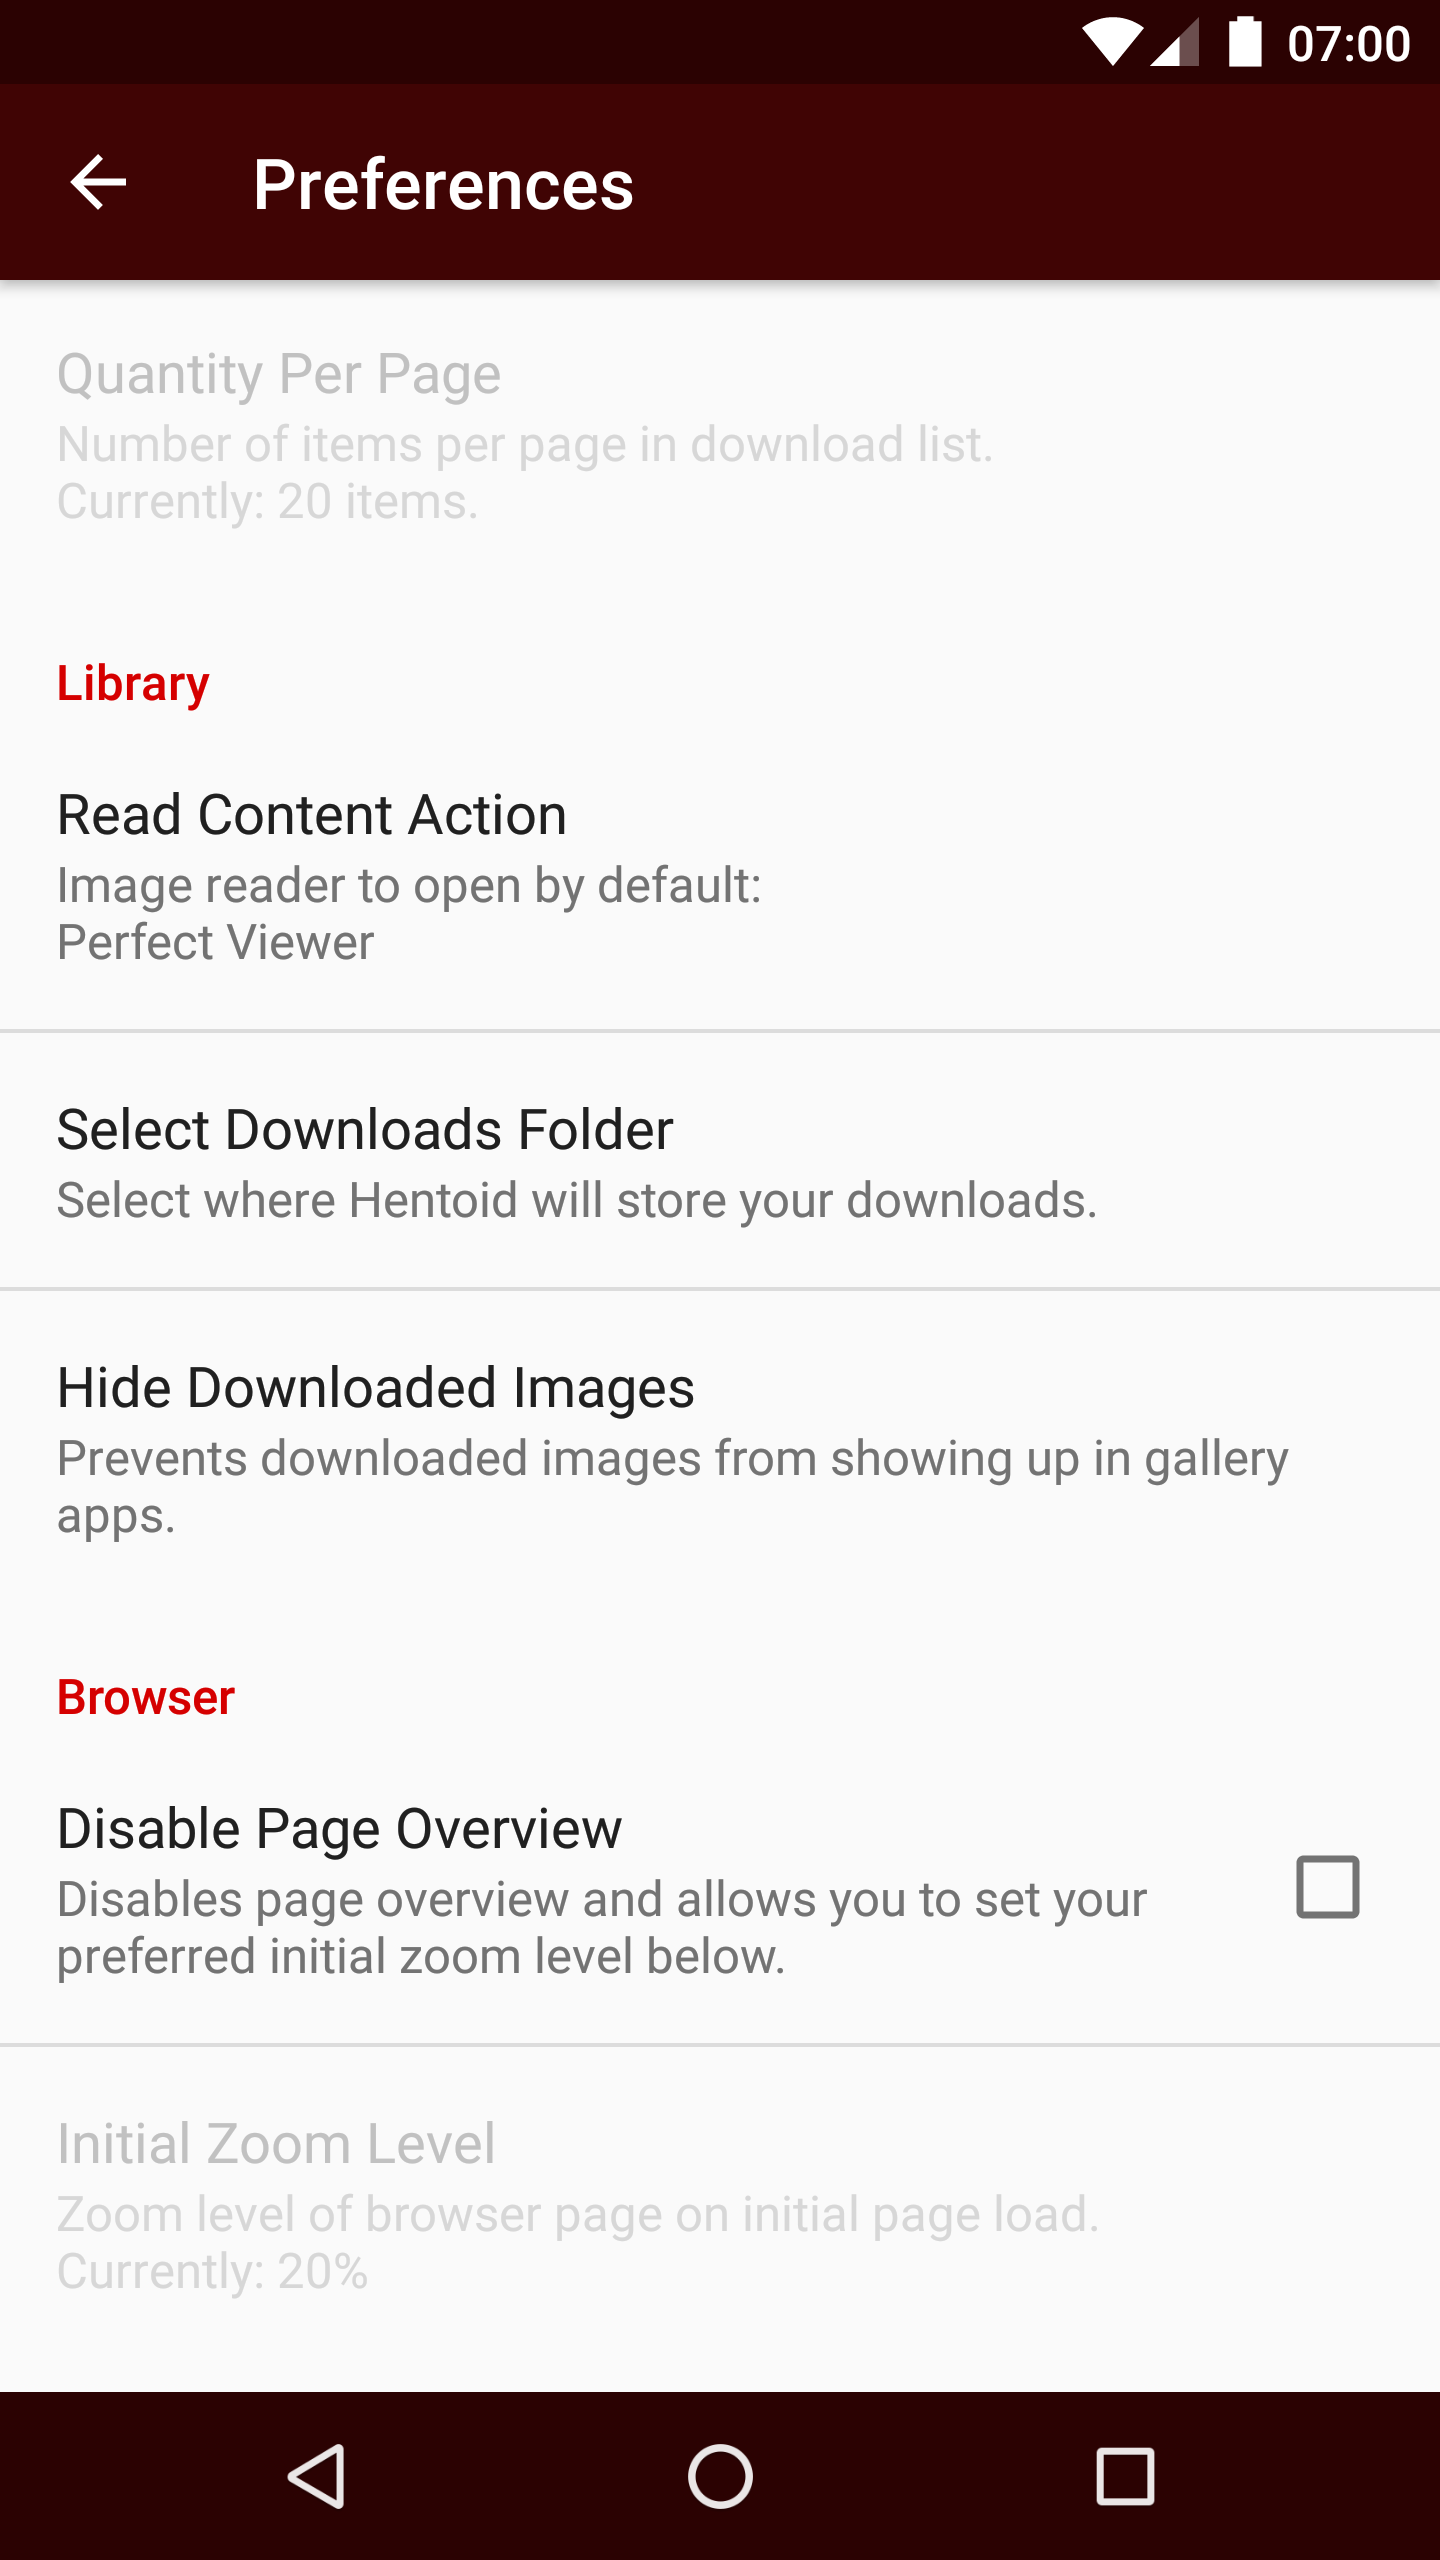 07:00
Preferences
Quantity Per Page
Number of items per page in download list.
Currently: 20 items.
Library
Read Content Action
Image reader to open by default:
Perfect Viewer
Select Downloads Folder
Select where Hentoid will store your downloads.
Hide Downloaded Images
Prevents downloaded images from showing up in gallery
apps.
Browser
Disable Page Overview
Disables page overview and allows you to set your
preferred initial zoom level below.
Initial Zoom Level
Zoom level of browser page on initial page load.
Currently: 20%